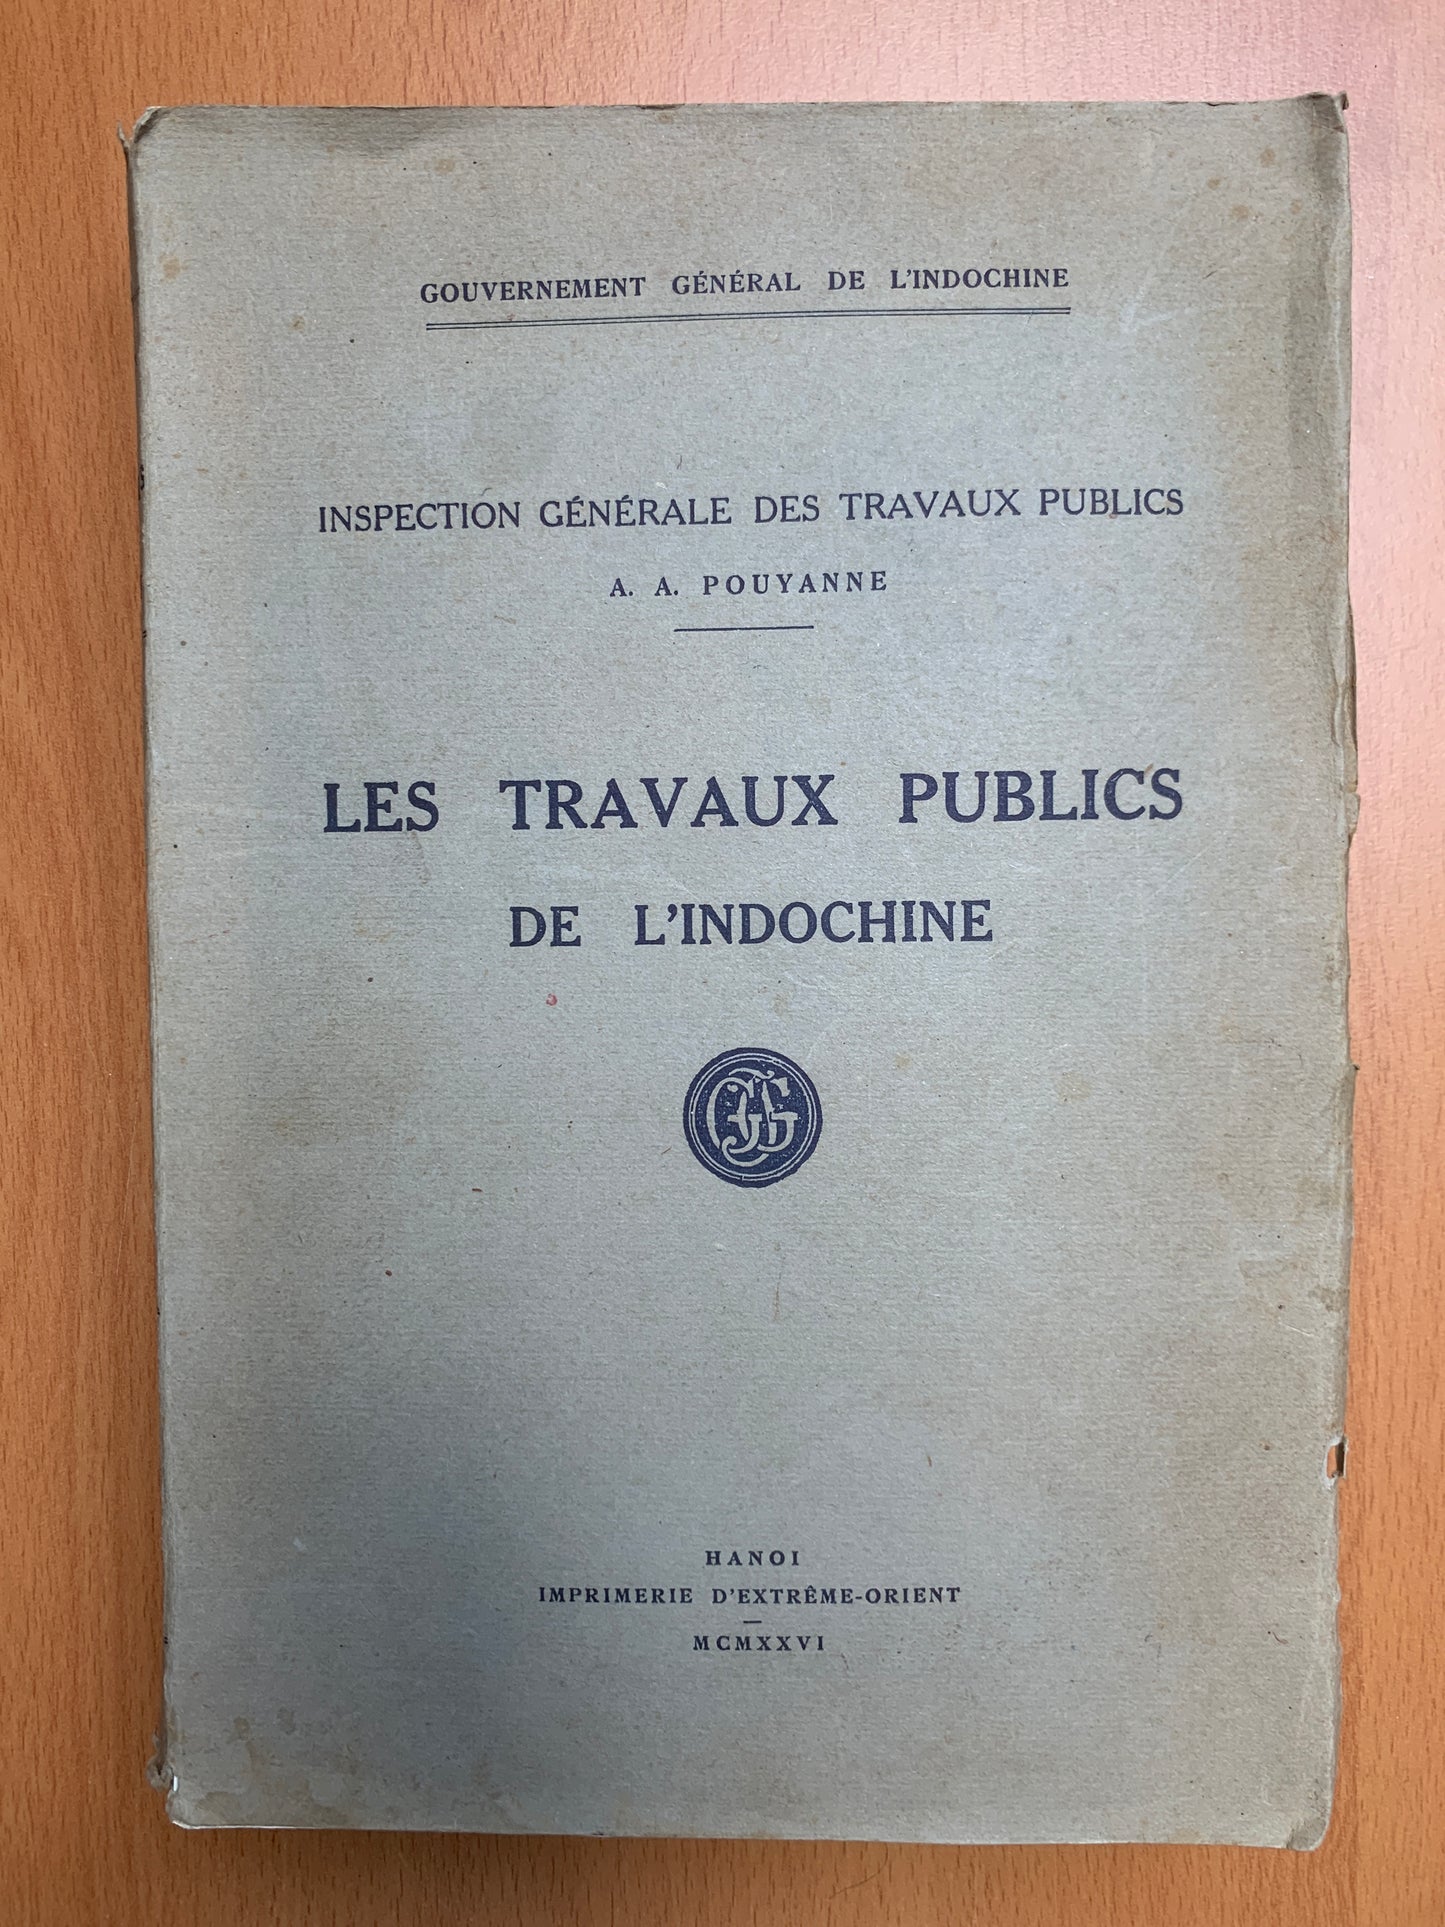 GOUVERNEMENT GÉNÉRAL DE L'INDOCHINE
INSPECTION GÉNÉRALE DES TRAVAUX PUBLICS
A. A. POUYANNE
LES TRAVAUX PUBLICS
DE L'INDOCHINE
HANOI
IMPRIMERIE D'EXTRÊME-ORIENT
MCMXXVI